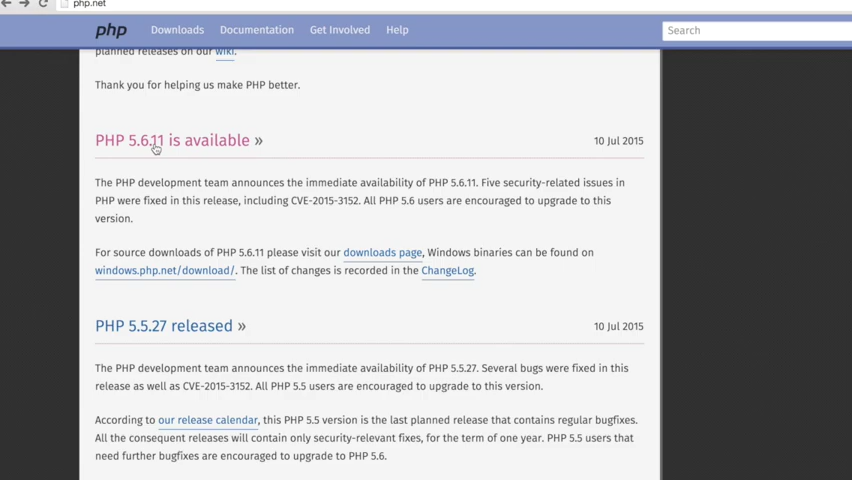 php.net
php Downloads Documentation Get Involved Help Search
planned releases on our wiki.
Thank you for helping us make PHP better.
PHP 5.6.11 is available » 10 Jul 2015
The PHP development team announces the immediate availability of PHP 5.6.11. Five security-related issues in
PHP were fixed in this release, including CVE-2015-3152. All PHP 5.6 users are encouraged to upgrade to this
version.
For source downloads of PHP 5.6.11 please visit our downloads page, Windows binaries can be found on
windows.php.net/download/. The list of changes is recorded in the ChangeLog.
PHP 5.5.27 released » 10 Jul 2015
The PHP development team announces the immediate availability of PHP 5.5.27. Several bugs were fixed in this
release as well as CVE-2015-3152. All PHP 5.5 users are encouraged to upgrade to this version.
According to our release calendar, this PHP 5.5 version is the last planned release that contains regular bugfixes.
All the consequent releases will contain only security-relevant fixes, for the term of one year. PHP 5.5 users that
need further bugfixes are encouraged to upgrade to PHP 5.6.